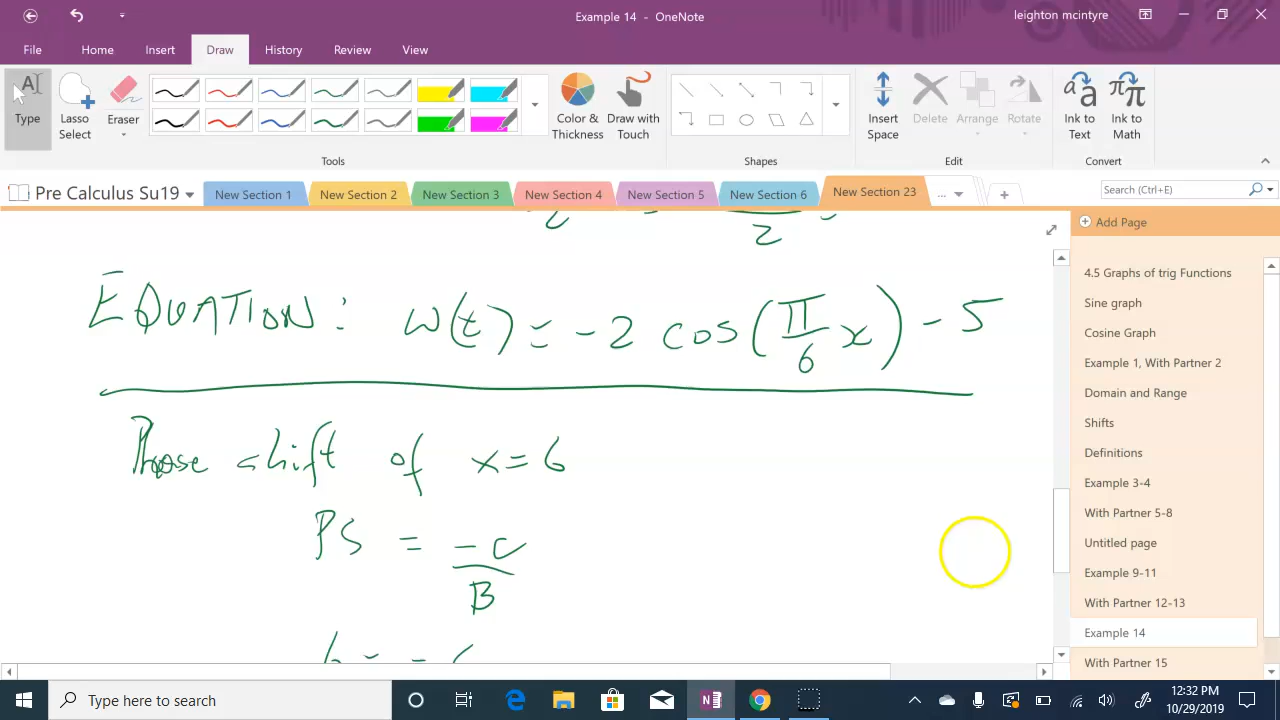 Example 14 - OneNote
leighton mcintyre
File Home Insert Draw History Review View
Type
Lasso Select
Eraser
Color & Thickness
Draw with Touch
Insert Space
Delete
Arrange
Rotate
Ink to Text
Ink to Math
Tools
Shapes
Edit
Convert
Pre Calculus Su19
New Section 1
New Section 2
New Section 3
New Section 4
New Section 5
New Section 6
New Section 23
...
Search (Ctrl+E)
Add Page
2 = 2 =
EQUATION: w(t) = -2 cos(π/6 x) - 5
Phase shift of x=6
PS = -C/B
4.5 Graphs of trig Functions
Sine graph
Cosine Graph
Example 1, With Partner 2
Domain and Range
Shifts
Definitions
Example 3-4
With Partner 5-8
Untitled page
Example 9-11
With Partner 12-13
Example 14
With Partner 15
Type here to search
12:32 PM
10/29/2019